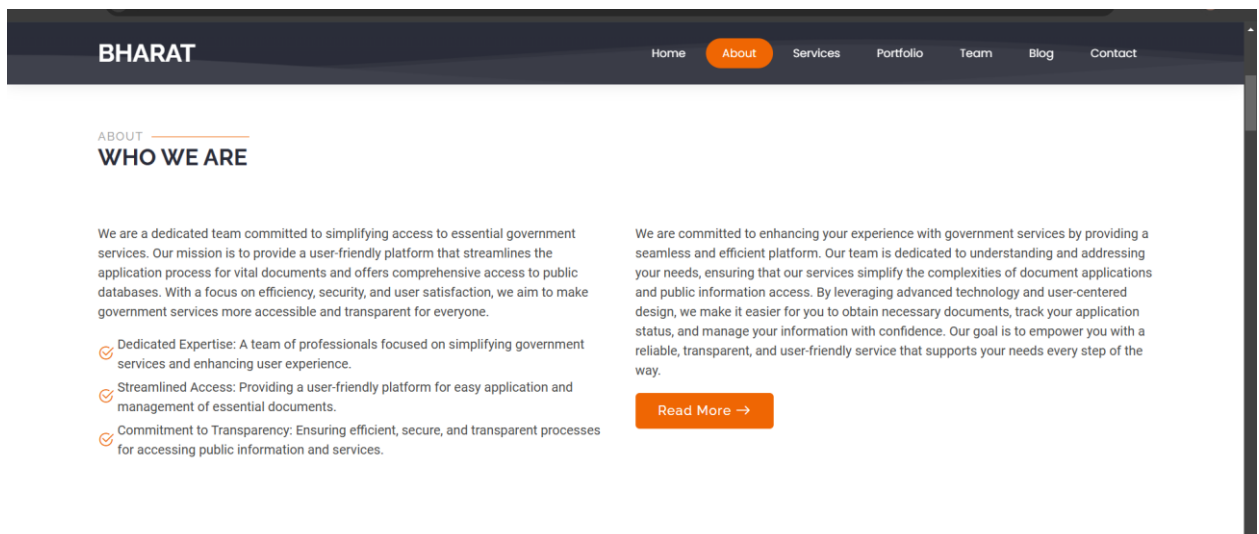 BHARAT
Home About Services Portfolio Team Blog Contact
ABOUT
WHO WE ARE
We are a dedicated team committed to simplifying access to essential government
services. Our mission is to provide a user-friendly platform that streamlines the
application process for vital documents and offers comprehensive access to public
databases. With a focus on efficiency, security, and user satisfaction, we aim to make
government services more accessible and transparent for everyone.
Dedicated Expertise: A team of professionals focused on simplifying government
services and enhancing user experience.
Streamlined Access: Providing a user-friendly platform for easy application and
management of essential documents.
Commitment to Transparency: Ensuring efficient, secure, and transparent processes
for accessing public information and services.
We are committed to enhancing your experience with government services by providing a
seamless and efficient platform. Our team is dedicated to understanding and addressing
your needs, ensuring that our services simplify the complexities of document applications
and public information access. By leveraging advanced technology and user-centered
design, we make it easier for you to obtain necessary documents, track your application
status, and manage your information with confidence. Our goal is to empower you with a
reliable, transparent, and user-friendly service that supports your needs every step of the
way.
Read More →